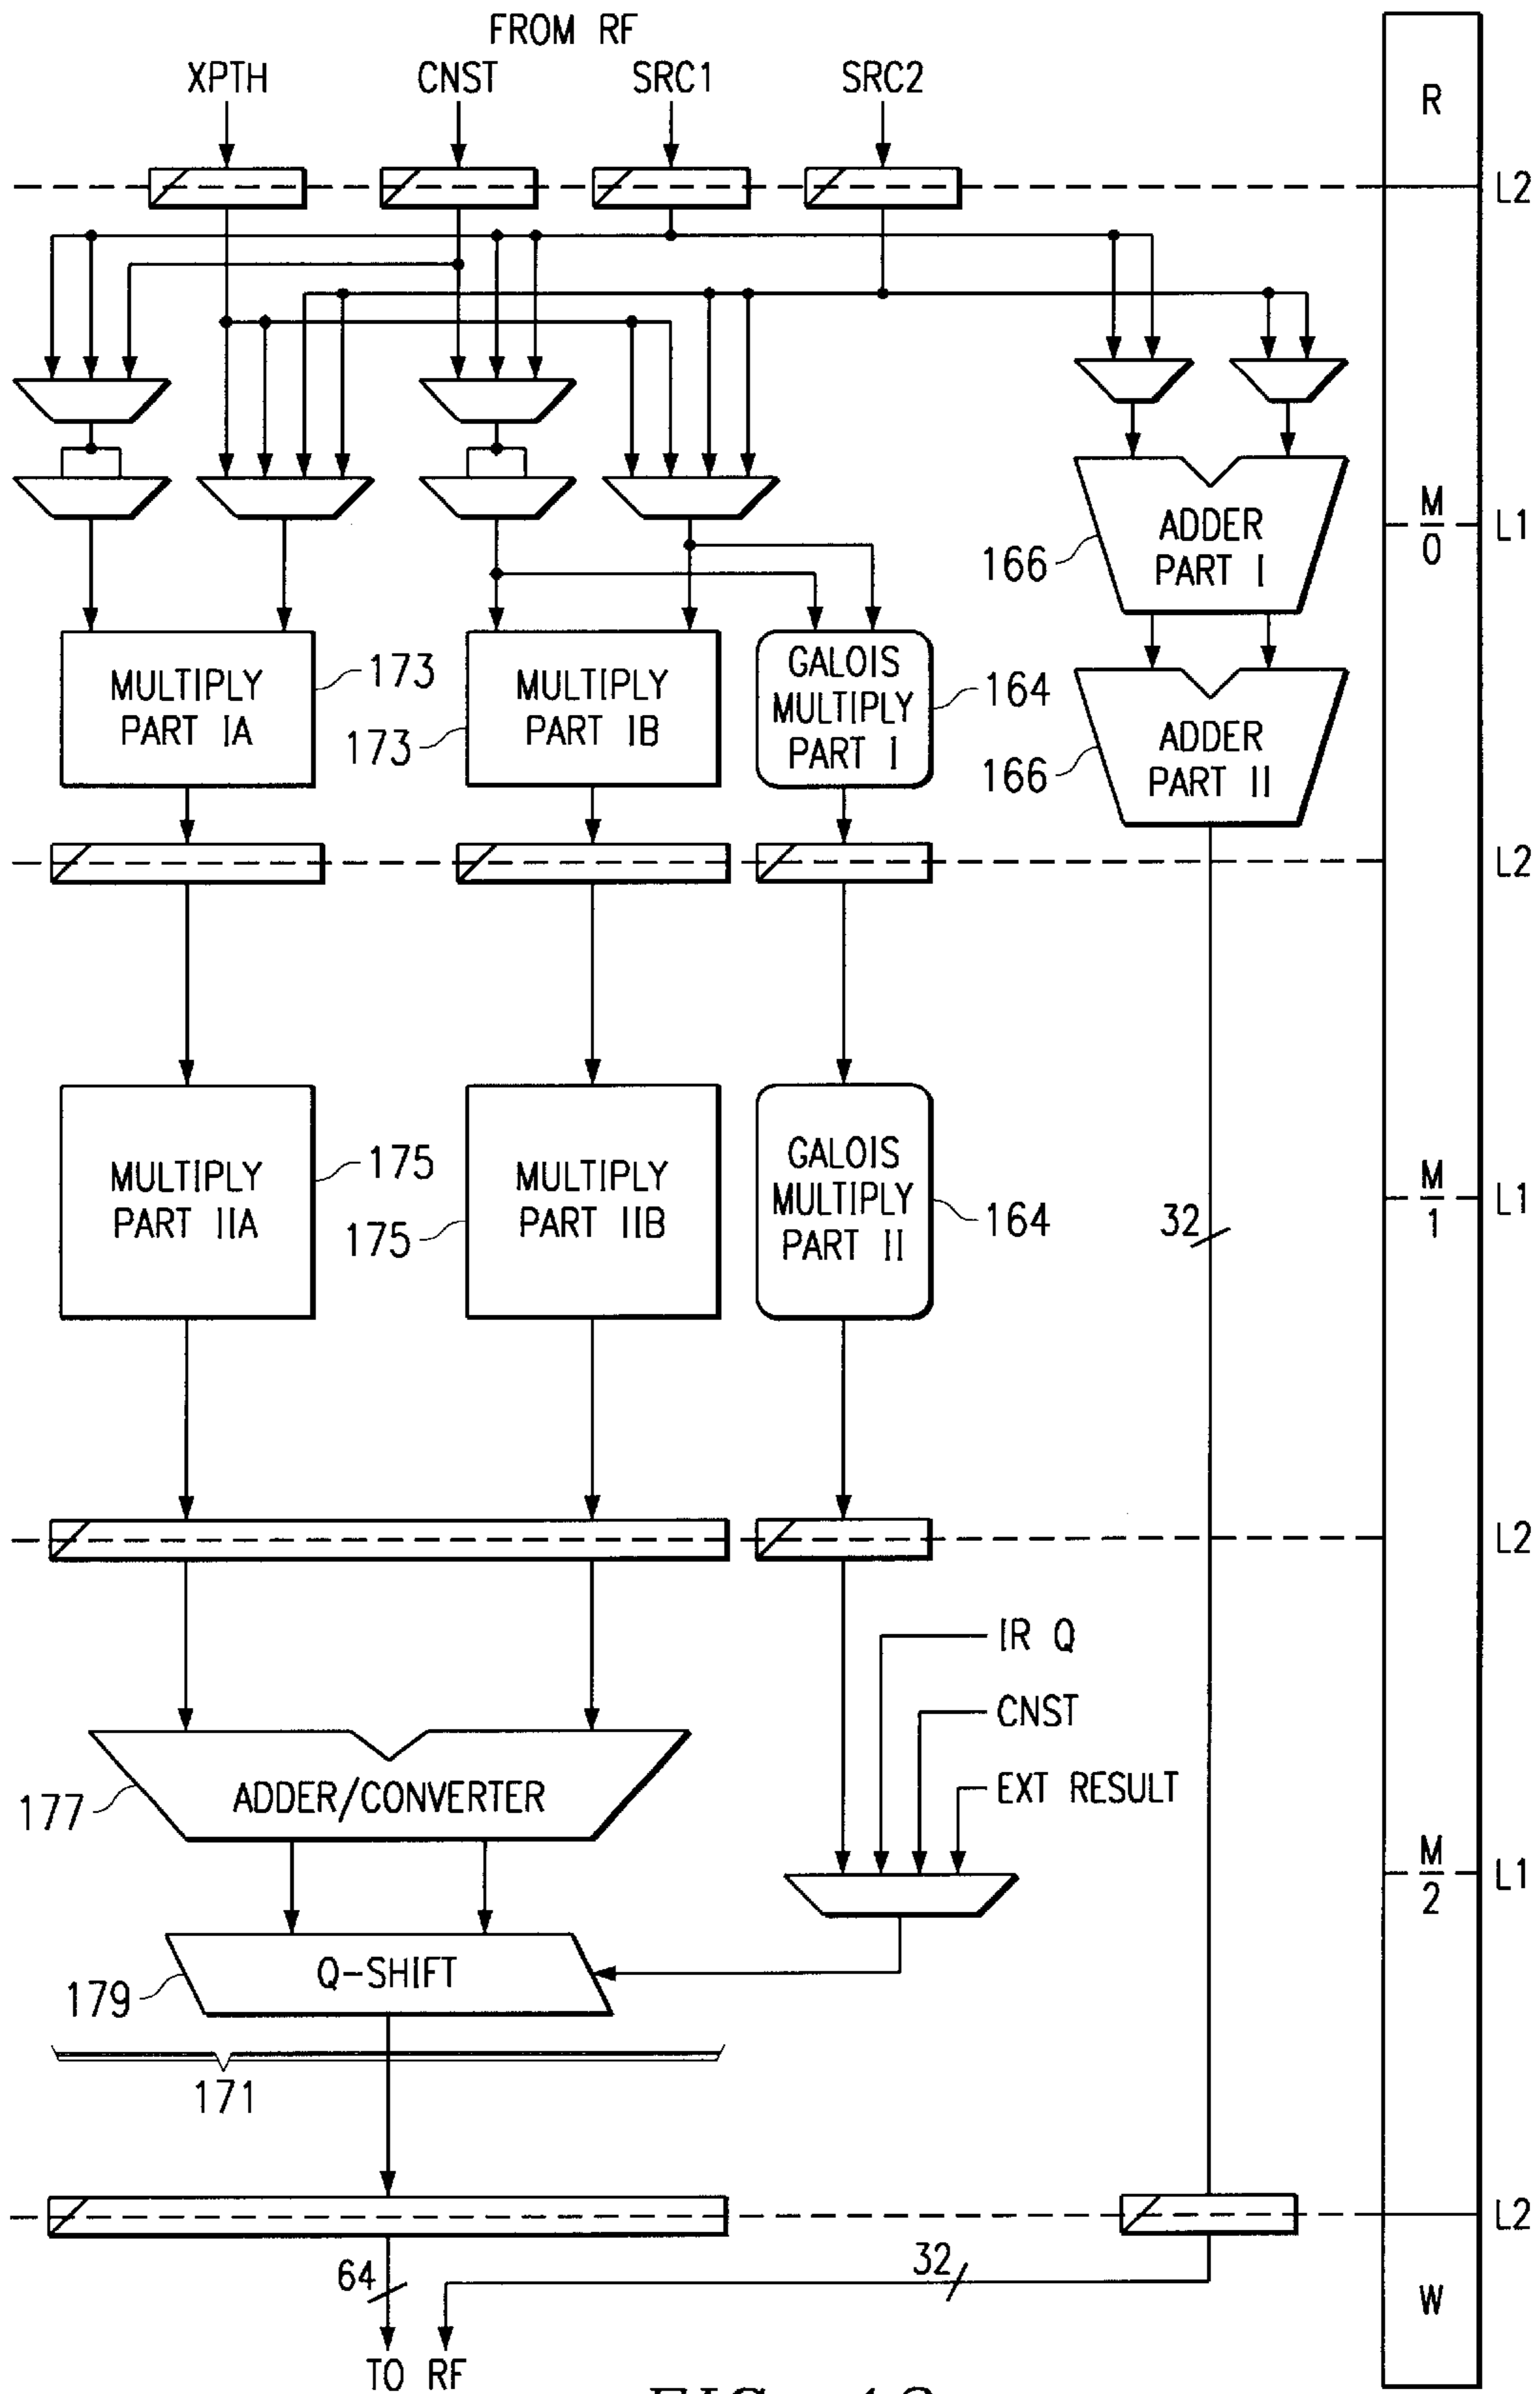 FROM RF
XPTH
CNST
SRC1
SRC2
R
L2
ADDER
PART I
166
M
0
L1
MULTIPLY
PART IA
173
MULTIPLY
PART IB
173
GALOIS
MULTIPLY
PART I
164
ADDER
PART II
166
L2
MULTIPLY
PART IIA
175
MULTIPLY
PART IIB
175
GALOIS
MULTIPLY
PART II
164
32
M
1
L1
L2
IR Q
CNST
EXT RESULT
ADDER/CONVERTER
177
M
2
L1
Q-SHIFT
179
171
L2
64
32
W
TO RF